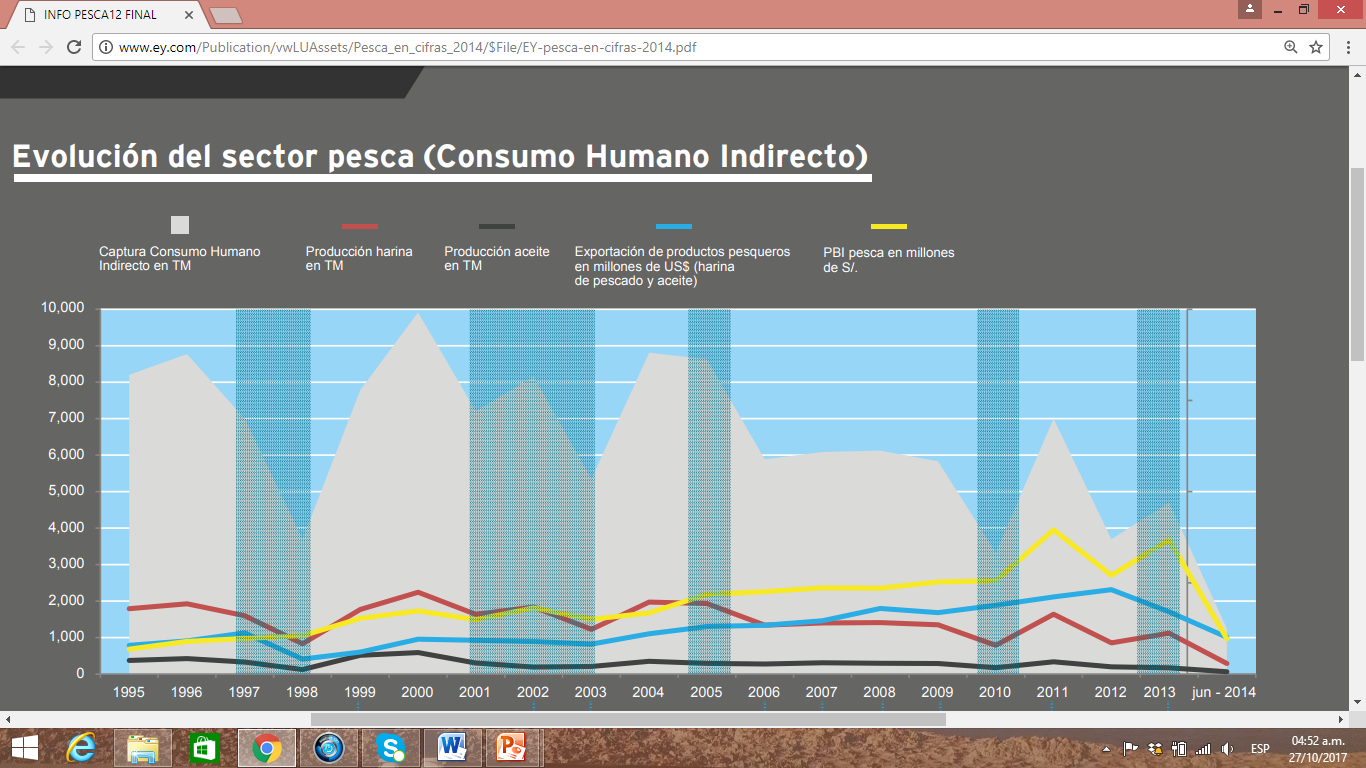 INFO PESCA12 FINAL
www.ey.com/Publication/vwLUAssets/Pesca_en_cifras_2014/$File/EY-pesca-en-cifras-2014.pdf
Evolución del sector pesca (Consumo Humano Indirecto)
Captura Consumo Humano
Indirecto en TM
Producción harina
en TM
Producción aceite
en TM
Exportación de productos pesqueros
en millones de US$ (harina
de pescado y aceite)
PBI pesca en millones
de S/.
10,000
9,000
8,000
7,000
6,000
5,000
4,000
3,000
2,000
1,000
0
1995 1996 1997 1998 1999 2000 2001 2002 2003 2004 2005 2006 2007 2008 2009 2010 2011 2012 2013 jun - 2014
ESP
04:52 a.m.
27/10/2017